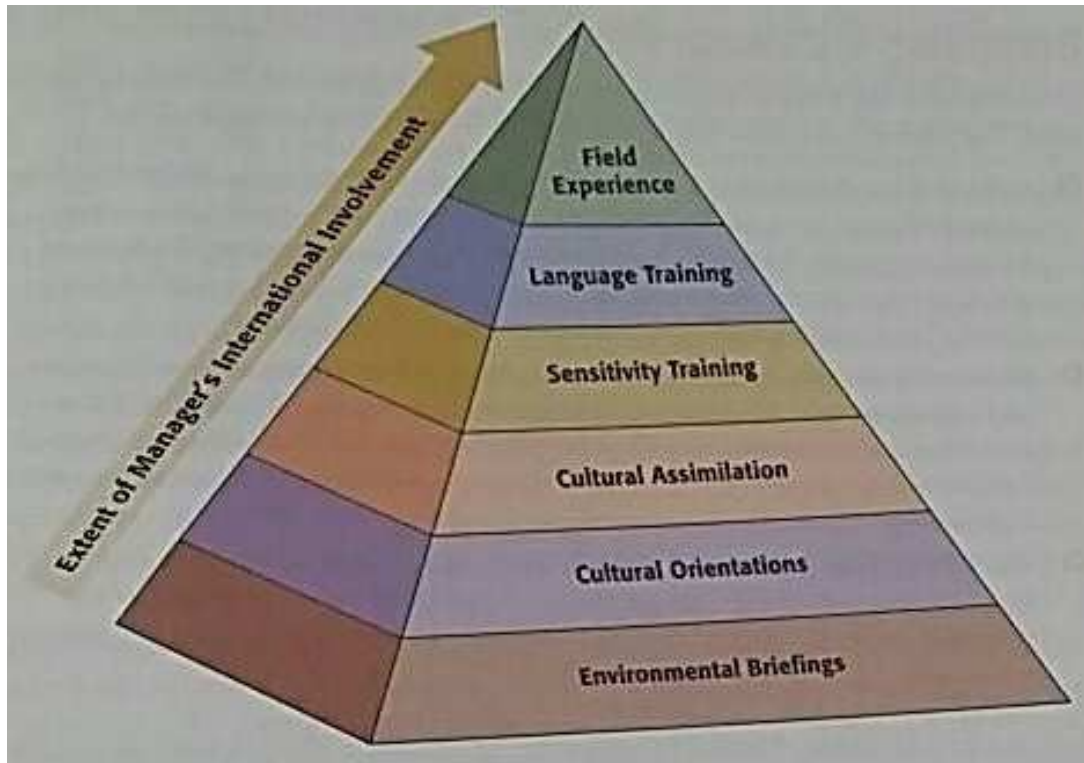 Extent of Manager's International Involvement
Field
Experience
Language Training
Sensitivity Training
Cultural Assimilation
Cultural Orientations
Environmental Briefings